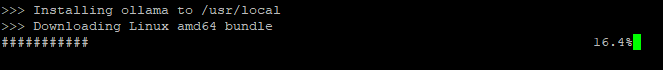 >>> Installing ollama to /usr/local
>>> Downloading Linux amd64 bundle
########### 16.4%